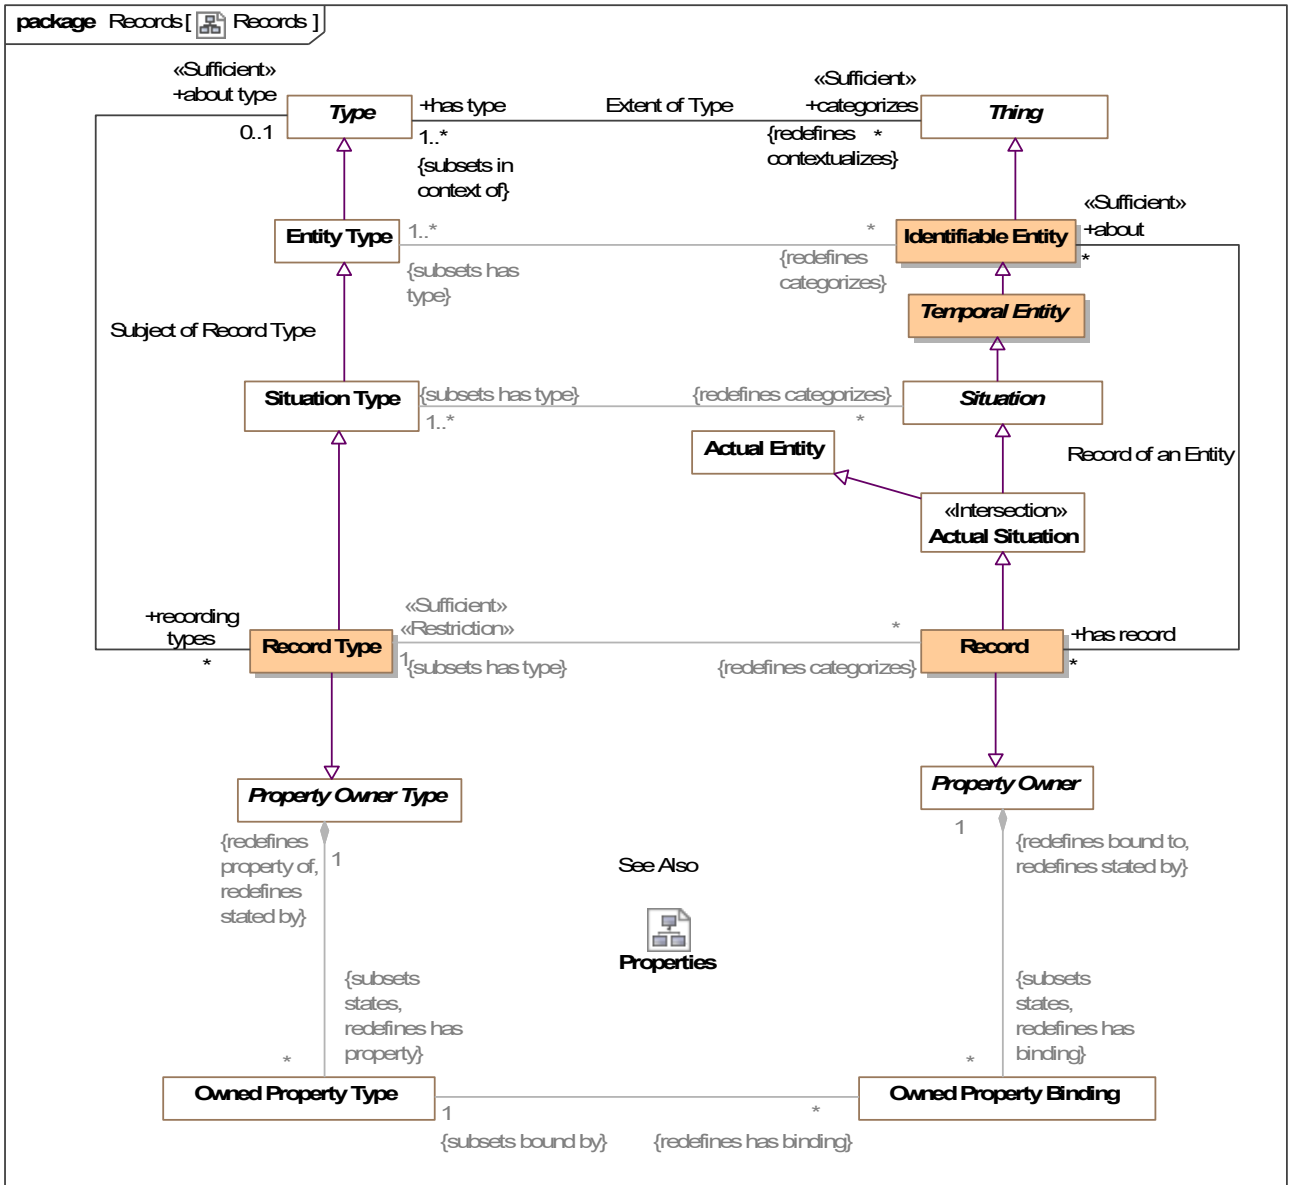 package Records [ Records ]
«Sufficient»
+about type
0..1
Type
+has type
1..*
{subsets in
context of}
Extent of Type
«Sufficient»
+categorizes
{redefines *
contextualizes}
Thing
Entity Type
1..*
{subsets has
type}
*
{redefines
categorizes}
Identifiable Entity
«Sufficient»
+about
*
Temporal Entity
Subject of Record Type
Situation Type
{subsets has type}
1..*
{redefines categorizes}
*
Situation
Actual Entity
Record of an Entity
«Intersection»
Actual Situation
+recording
types
*
Record Type
«Sufficient»
«Restriction»
1
{subsets has type}
*
{redefines categorizes}
Record
+has record
*
Property Owner Type
{redefines
property of,
redefines
stated by}
1
Property Owner
1
{redefines bound to,
redefines stated by}
See Also
Properties
{subsets
states,
redefines has
property}
*
{subsets
states,
redefines has
binding}
*
Owned Property Type
1
{subsets bound by}
*
{redefines has binding}
Owned Property Binding